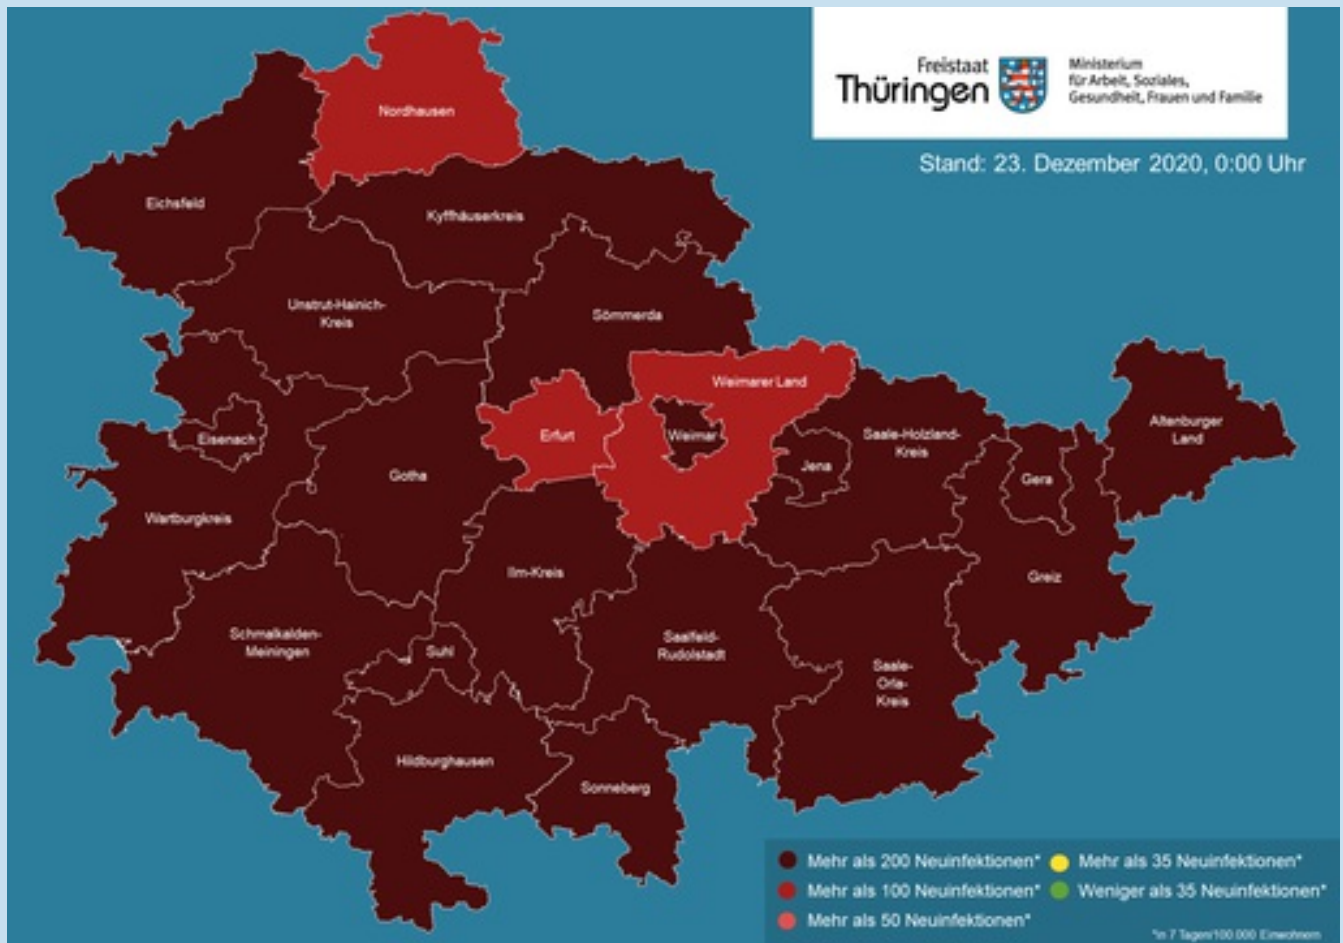 Freistaat
Thüringen
Ministerium
für Arbeit, Soziales,
Gesundheit, Frauen und Familie
Stand: 23. Dezember 2020, 0:00 Uhr
Nordhausen
Eichsfeld
Kyffhäuserkreis
Unstrut-Hainich-
Kreis
Sömmerda
Weimarer Land
Altenburger
Land
Eisenach
Erfurt
Weimar
Saale-Holzland-
Kreis
Jena
Gotha
Gera
Wartburgkreis
Ilm-Kreis
Greiz
Schmalkalden-
Meiningen
Suhl
Saalfeld-
Rudolstadt
Saale-
Orla-
Kreis
Hildburghausen
Sonneberg
Mehr als 200 Neuinfektionen*
Mehr als 35 Neuinfektionen*
Mehr als 100 Neuinfektionen*
Weniger als 35 Neuinfektionen*
Mehr als 50 Neuinfektionen*
*in 7 Tagen/100 000 Einwohnern